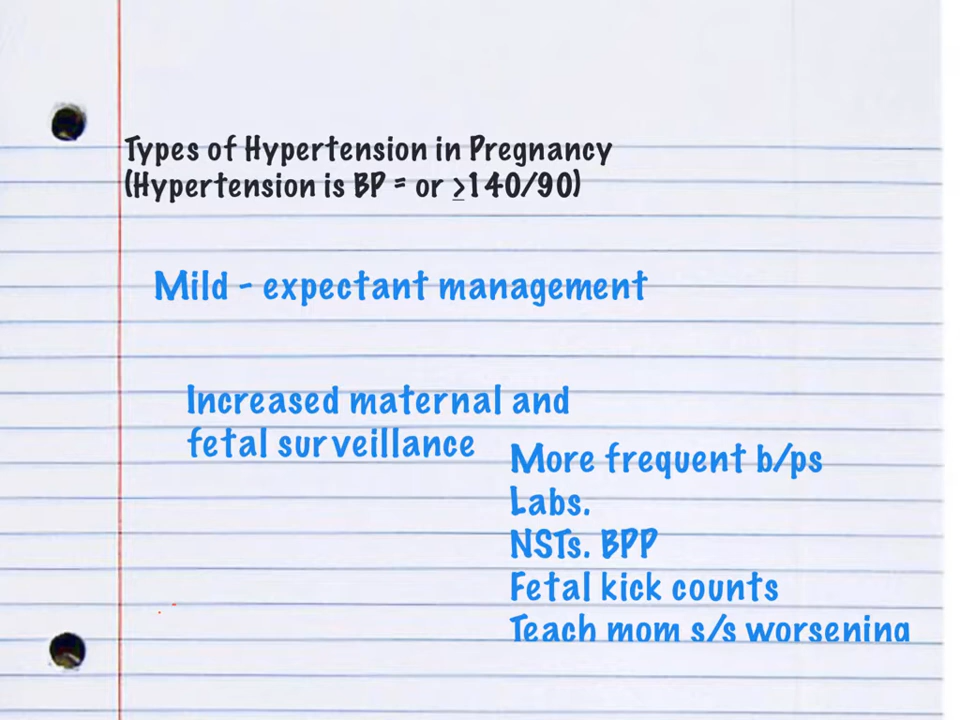 Types of Hypertension in Pregnancy
(Hypertension is BP = or ≥140/90)
Mild - expectant management
Increased maternal and
fetal surveillance
More frequent b/ps
Labs.
NSTs. BPP
Fetal kick counts
Teach mom s/s worsening